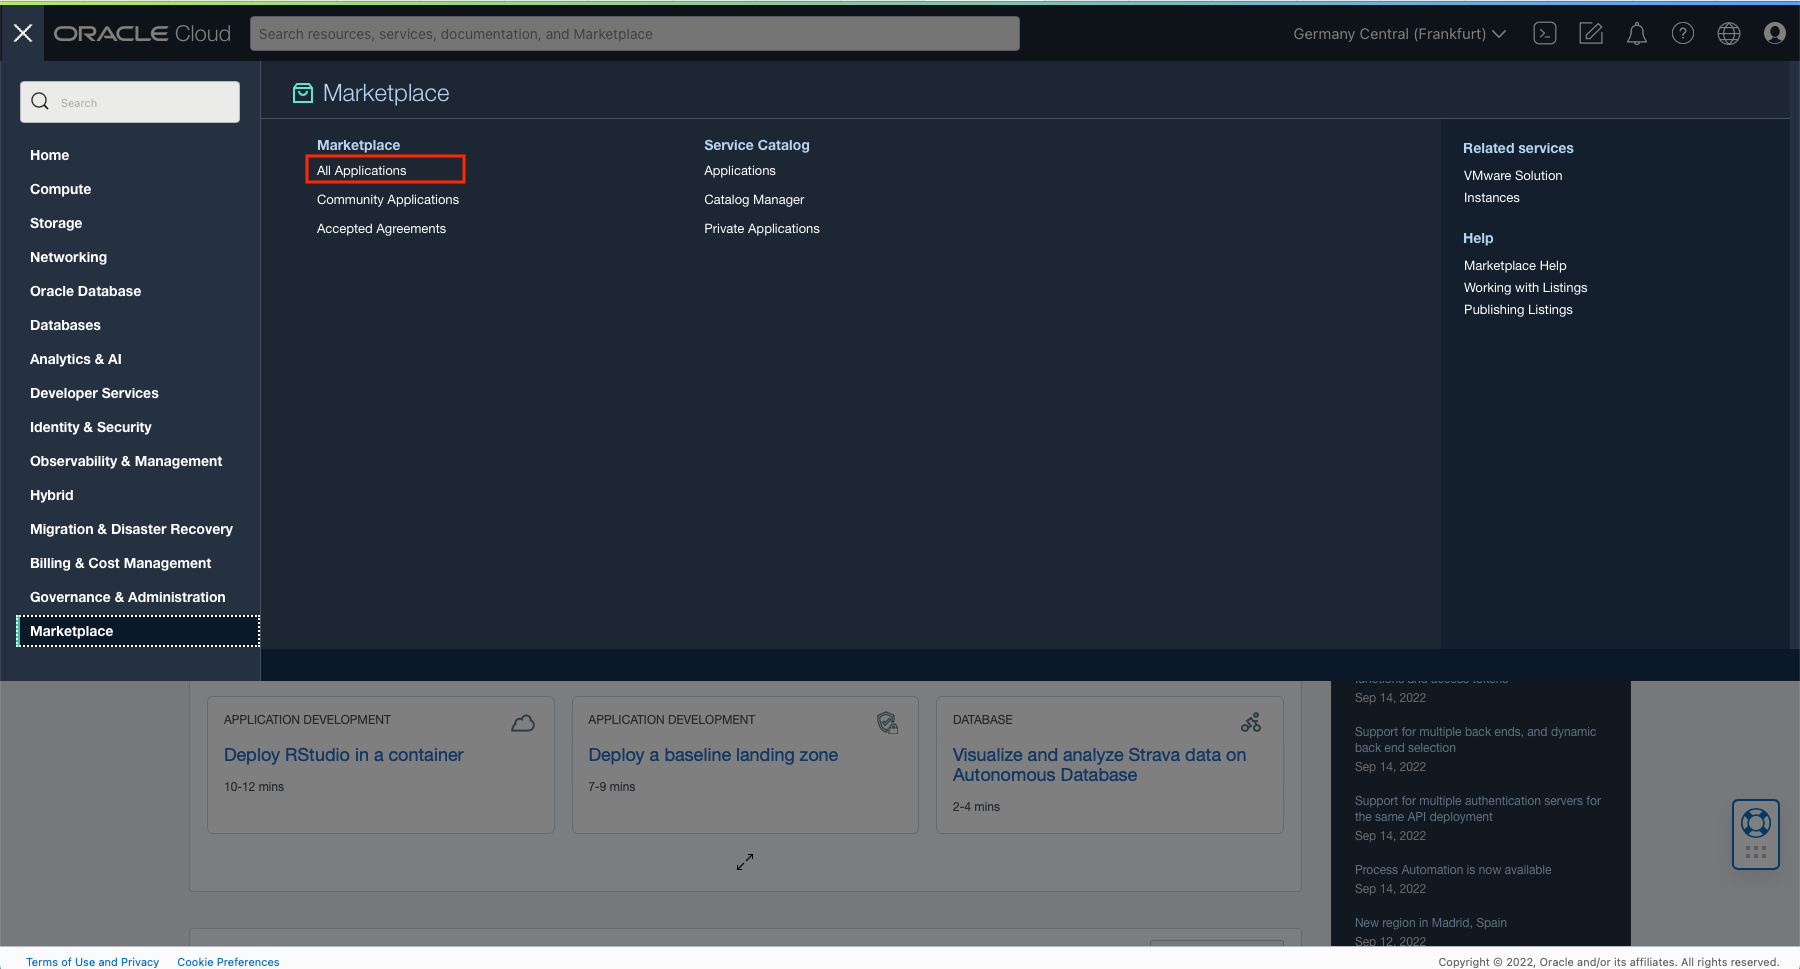 ORACLE Cloud
Search resources, services, documentation, and Marketplace
Germany Central (Frankfurt)
Search
Home
Compute
Storage
Networking
Oracle Database
Databases
Analytics & AI
Developer Services
Identity & Security
Observability & Management
Hybrid
Migration & Disaster Recovery
Billing & Cost Management
Governance & Administration
Marketplace
Marketplace
Marketplace
All Applications
Community Applications
Accepted Agreements
Service Catalog
Applications
Catalog Manager
Private Applications
Related services
VMware Solution
Instances
Help
Marketplace Help
Working with Listings
Publishing Listings
APPLICATION DEVELOPMENT
Deploy RStudio in a container
10-12 mins
APPLICATION DEVELOPMENT
Deploy a baseline landing zone
7-9 mins
DATABASE
Visualize and analyze Strava data on
Autonomous Database
2-4 mins
functions and access tokens
Sep 14, 2022
Support for multiple back ends, and dynamic
back end selection
Sep 14, 2022
Support for multiple authentication servers for
the same API deployment
Sep 14, 2022
Process Automation is now available
Sep 14, 2022
New region in Madrid, Spain
Sep 12, 2022
Terms of Use and Privacy
Cookie Preferences
Copyright © 2022, Oracle and/or its affiliates. All rights reserved.